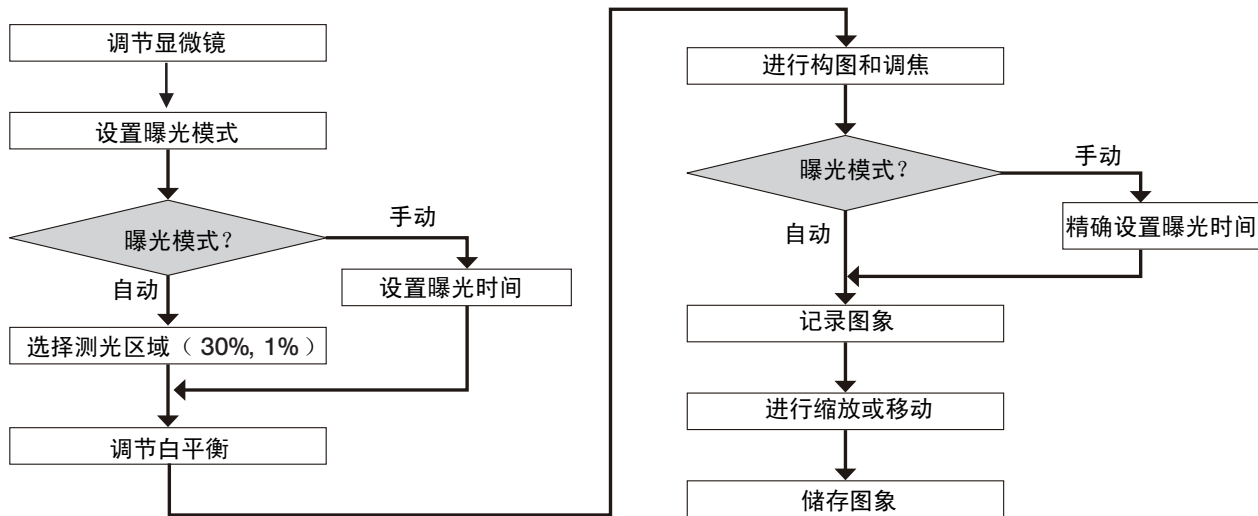 调节显微镜
设置曝光模式
曝光模式？
手动
自动
设置曝光时间
选择测光区域（ 30%, 1% ）
调节白平衡
进行构图和调焦
曝光模式？
手动
自动
精确设置曝光时间
记录图象
进行缩放或移动
储存图象